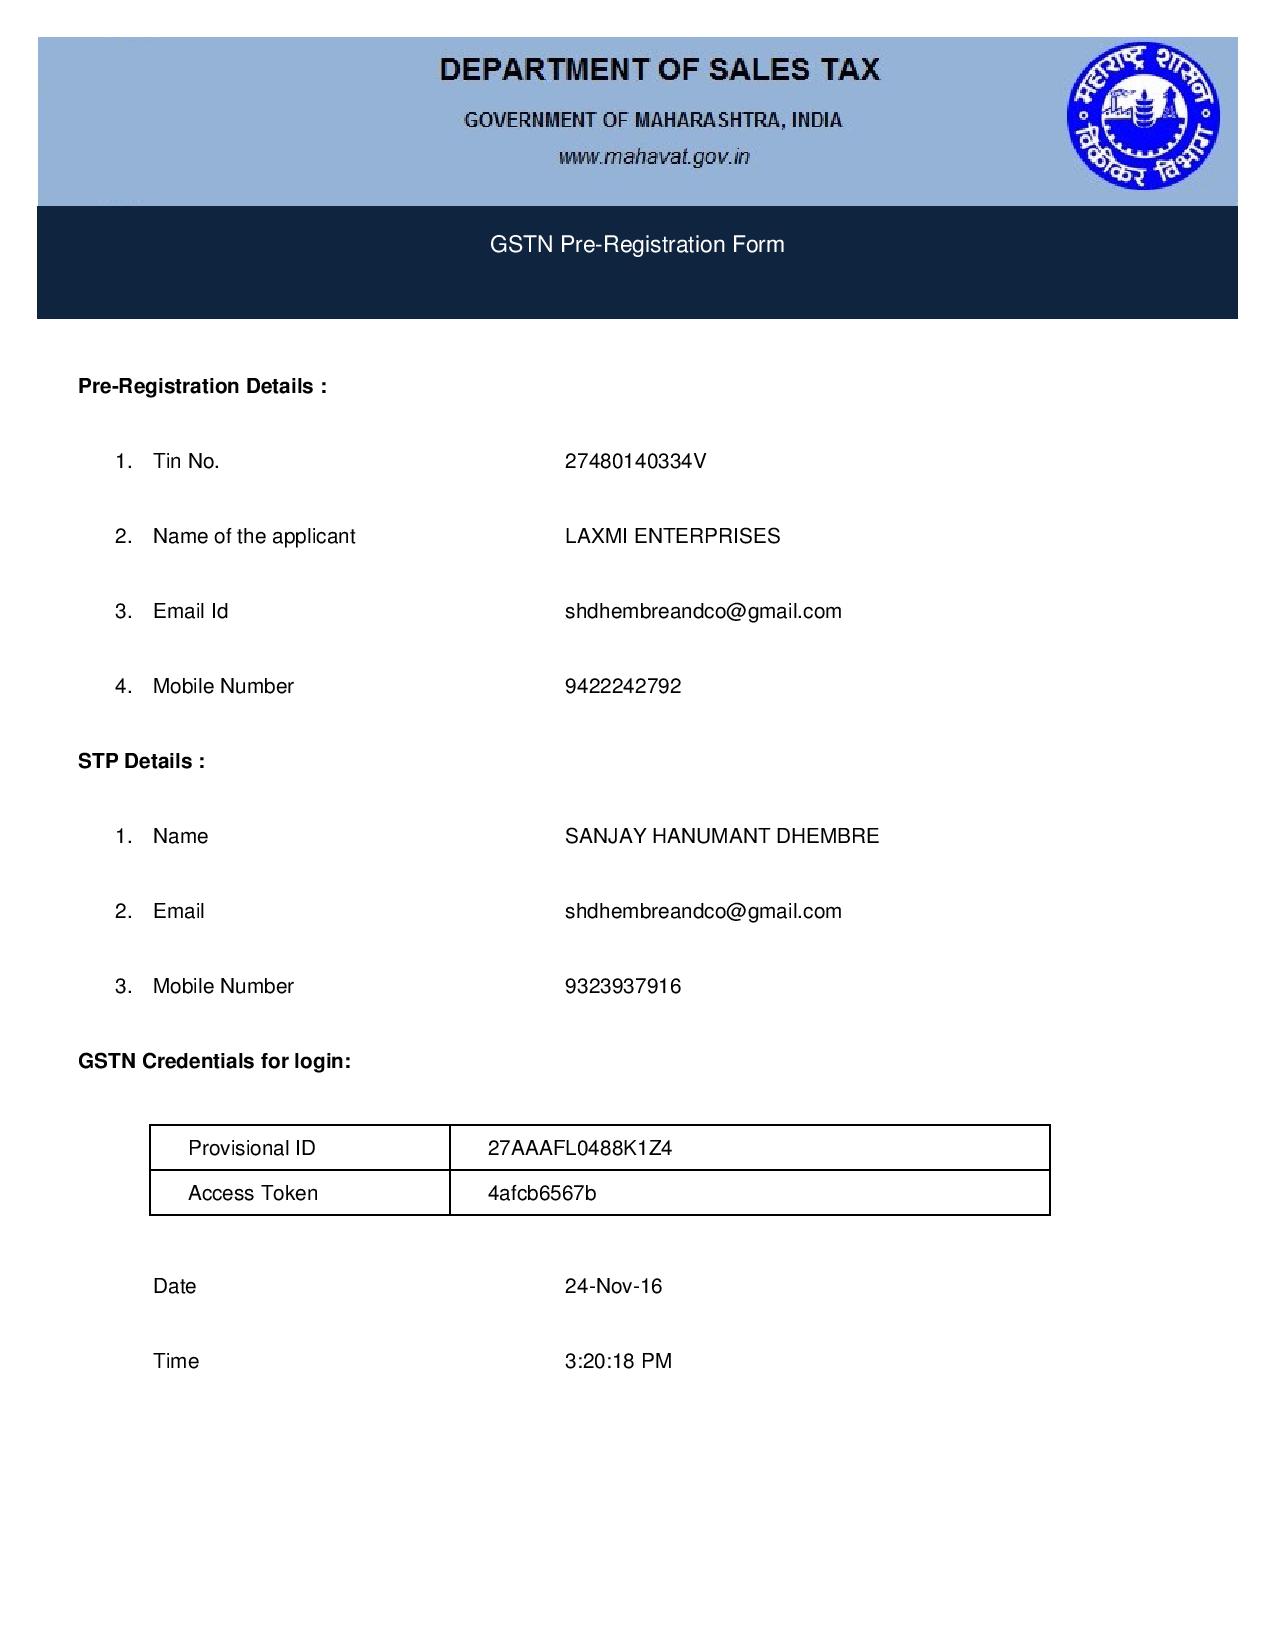 DEPARTMENT OF SALES TAX
GOVERNMENT OF MAHARASHTRA, INDIA
www.mahavat.gov.in
महाराष्ट्र शासन
विक्रीकर विभाग
GSTN Pre-Registration Form
Pre-Registration Details :
1. Tin No. 27480140334V
2. Name of the applicant LAXMI ENTERPRISES
3. Email Id shdhembreandco@gmail.com
4. Mobile Number 9422242792
STP Details :
1. Name SANJAY HANUMANT DHEMBRE
2. Email shdhembreandco@gmail.com
3. Mobile Number 9323937916
GSTN Credentials for login:
Provisional ID 27AAAFL0488K1Z4
Access Token 4afcb6567b
Date 24-Nov-16
Time 3:20:18 PM